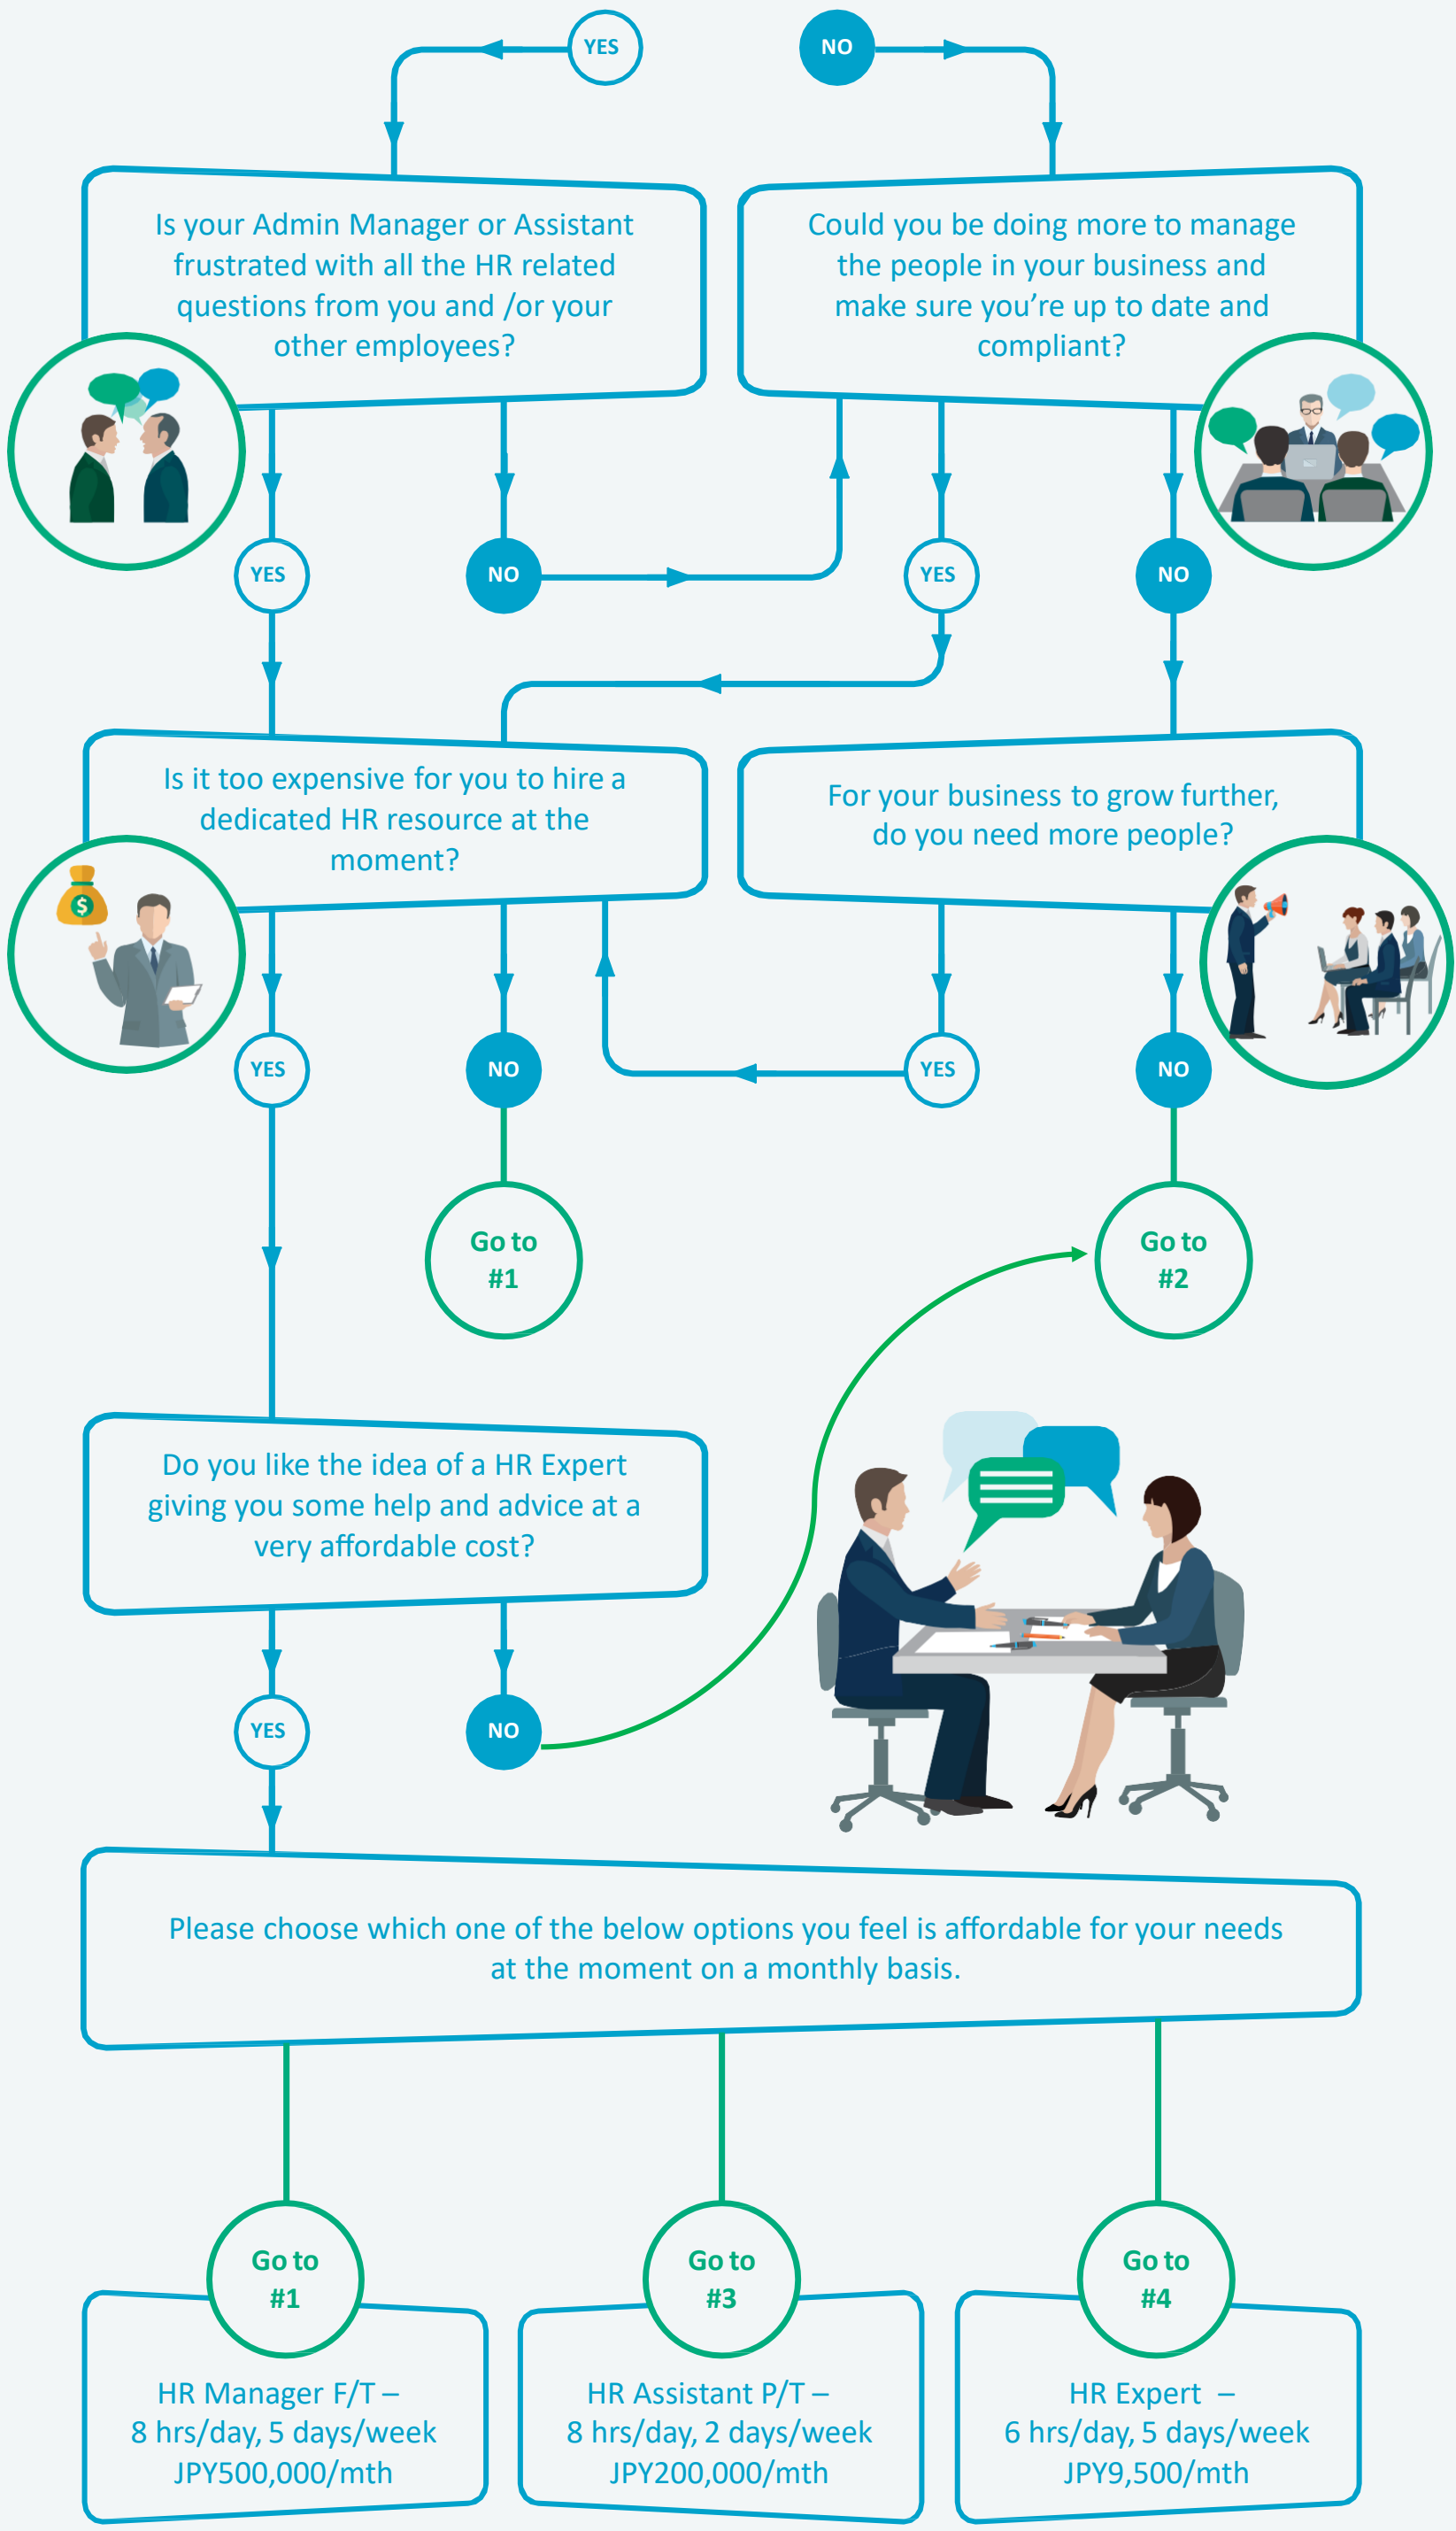 YES
NO
Is your Admin Manager or Assistant
frustrated with all the HR related
questions from you and /or your
other employees?
Could you be doing more to manage
the people in your business and
make sure you're up to date and
compliant?
YES
NO
YES
NO
Is it too expensive for you to hire a
dedicated HR resource at the
moment?
For your business to grow further,
do you need more people?
$
YES
NO
YES
NO
Go to
#1
Go to
#2
Do you like the idea of a HR Expert
giving you some help and advice at a
very affordable cost?
YES
NO
Please choose which one of the below options you feel is affordable for your needs
at the moment on a monthly basis.
Go to
#1
HR Manager F/T –
8 hrs/day, 5 days/week
JPY500,000/mth
Go to
#3
HR Assistant P/T –
8 hrs/day, 2 days/week
JPY200,000/mth
Go to
#4
HR Expert –
6 hrs/day, 5 days/week
JPY9,500/mth